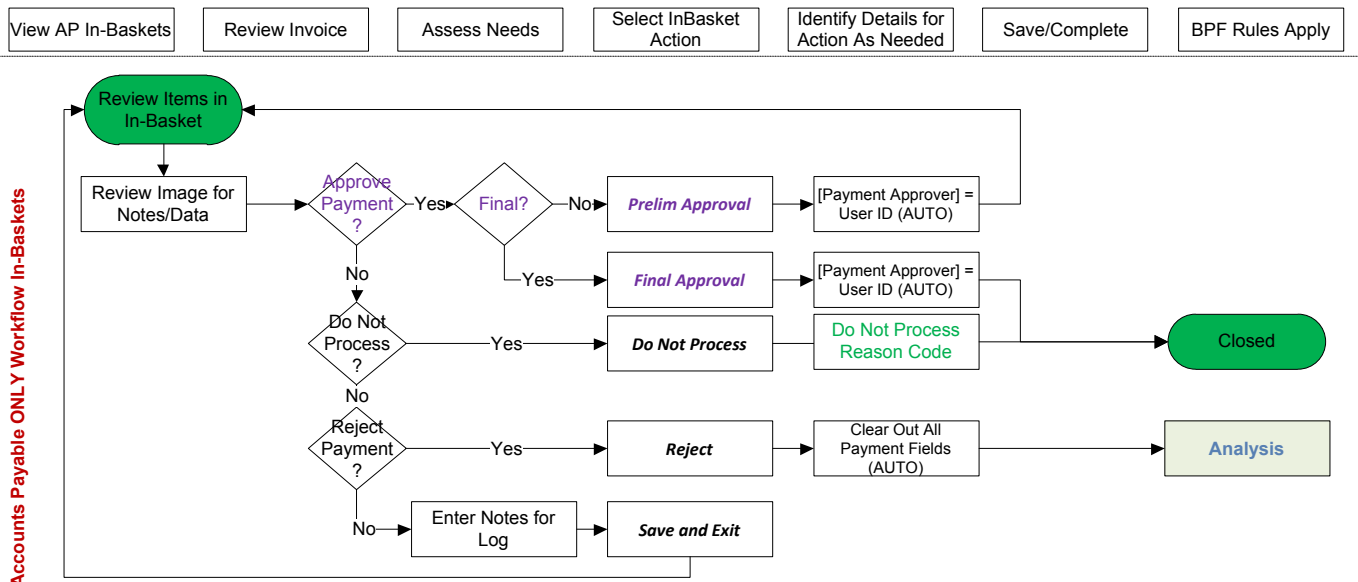 View AP In-Baskets
Review Invoice
Assess Needs
Select InBasket
Action
Identify Details for
Action As Needed
Save/Complete
BPF Rules Apply
Accounts Payable ONLY Workflow In-Baskets
Review Items in
In-Basket
Review Image for
Notes/Data
Approve
Payment
?
Yes
Final?
No
Prelim Approval
[Payment Approver] =
User ID (AUTO)
Yes
Final Approval
[Payment Approver] =
User ID (AUTO)
No
Do Not
Process
?
Yes
Do Not Process
Do Not Process
Reason Code
Closed
No
Reject
Payment
?
Yes
Reject
Clear Out All
Payment Fields
(AUTO)
Analysis
No
Enter Notes for
Log
Save and Exit